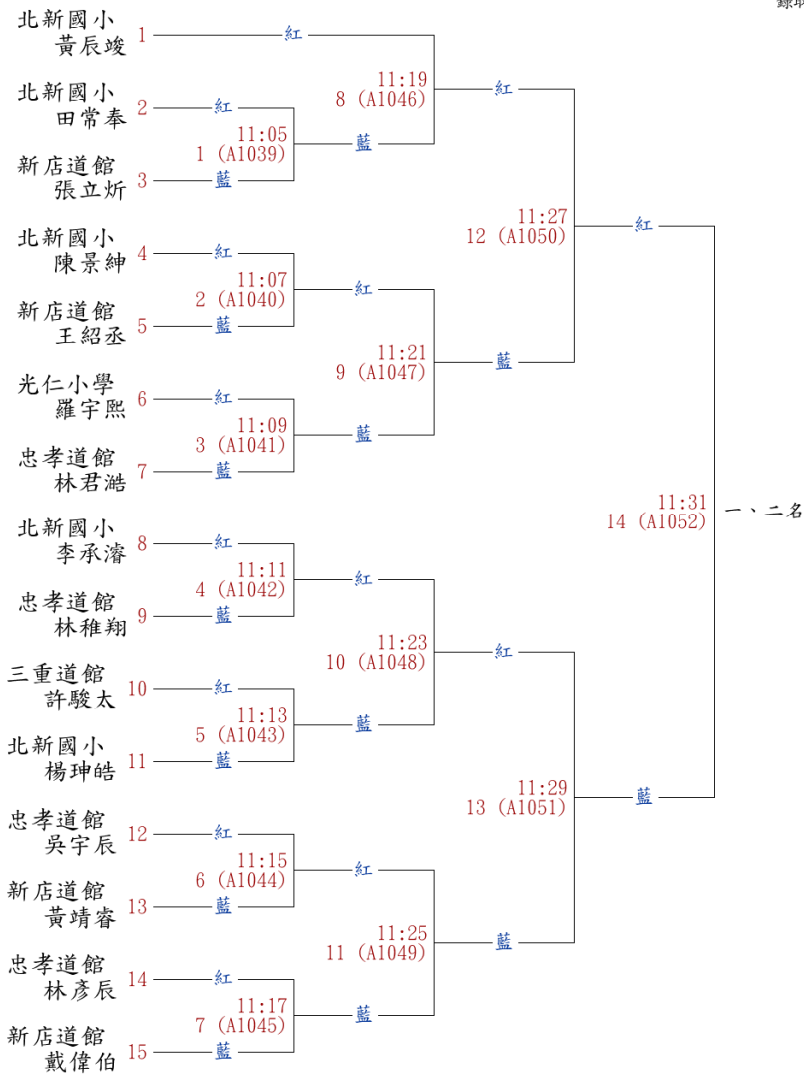 錄取
北新國小
黃辰竣 1 紅
11:19
8 (A1046) 紅
北新國小
田常奉 2 紅
11:05
1 (A1039) 藍
新店道館
張立炘 3 藍
11:27
12 (A1050) 紅
北新國小
陳景紳 4 紅
11:07
2 (A1040) 紅
新店道館
王紹丞 5 藍
11:21
9 (A1047) 藍
光仁小學
羅宇熙 6 紅
11:09
3 (A1041) 藍
忠孝道館
林君澔 7 藍
11:31
14 (A1052) 一、二名
北新國小
李承濬 8 紅
11:11
4 (A1042) 紅
忠孝道館
林稚翔 9 藍
11:23
10 (A1048) 紅
三重道館
許駿太 10 紅
11:13
5 (A1043) 藍
北新國小
楊珅皓 11 藍
11:29
13 (A1051) 藍
忠孝道館
吳宇辰 12 紅
11:15
6 (A1044) 紅
新店道館
黃靖睿 13 藍
11:25
11 (A1049) 藍
忠孝道館
林彥辰 14 紅
11:17
7 (A1045) 藍
新店道館
戴偉伯 15 藍